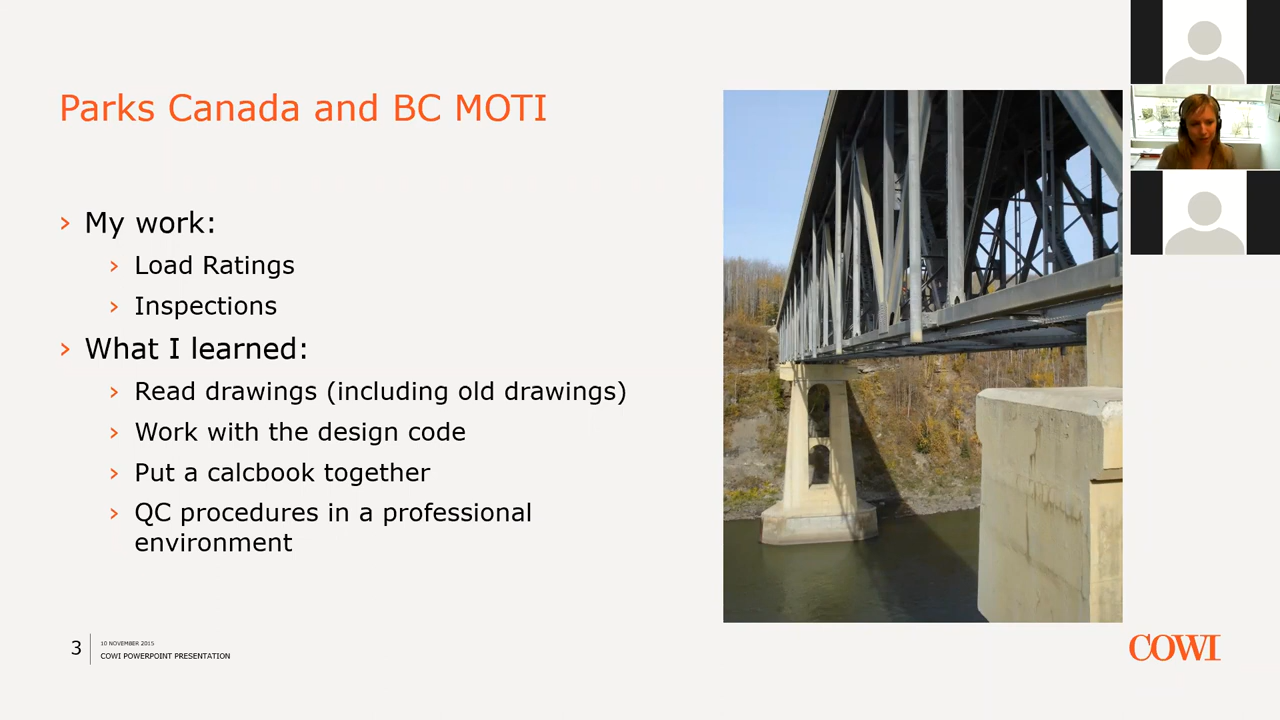 Parks Canada and BC MOTI
› My work:
› Load Ratings
› Inspections
› What I learned:
› Read drawings (including old drawings)
› Work with the design code
› Put a calcbook together
› QC procedures in a professional
environment
3
10 NOVEMBER 2015
COWI POWERPOINT PRESENTATION
COWI